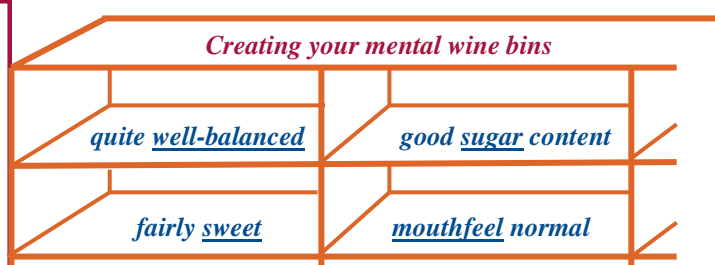 Creating your mental wine bins
quite well-balanced
good sugar content
fairly sweet
mouthfeel normal